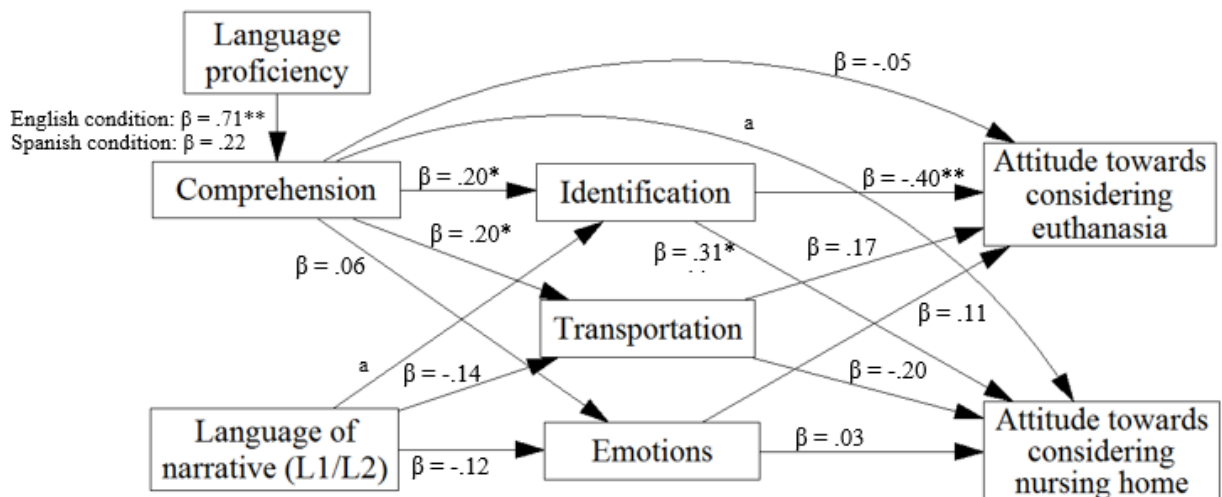 Language
proficiency
English condition: β = .71**
Spanish condition: β = .22
β = -.05
a
Comprehension
β = .20*
Identification
β = -.40**
Attitude towards
considering
euthanasia
β = .20*
β = .06
β = .31*
β = .17
Transportation
β = .11
a
β = -.14
β = -.20
Language of
narrative (L1/L2)
β = -.12
Emotions
β = .03
Attitude towards
considering
nursing home